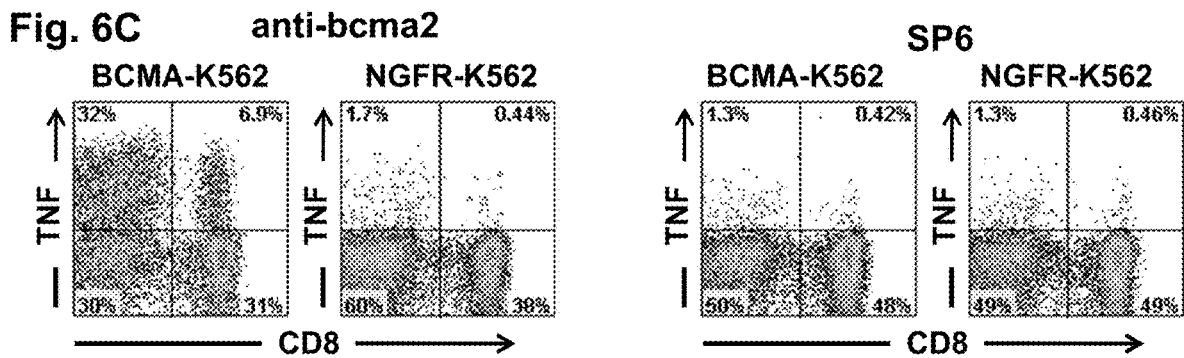 Fig. 6C
anti-bcma2
SP6
BCMA-K562
NGFR-K562
BCMA-K562
NGFR-K562
32%
6.9%
1.7%
0.44%
1.3%
0.42%
1.3%
0.46%
TNF
TNF
TNF
TNF
30%
31%
60%
38%
50%
48%
49%
49%
CD8
CD8